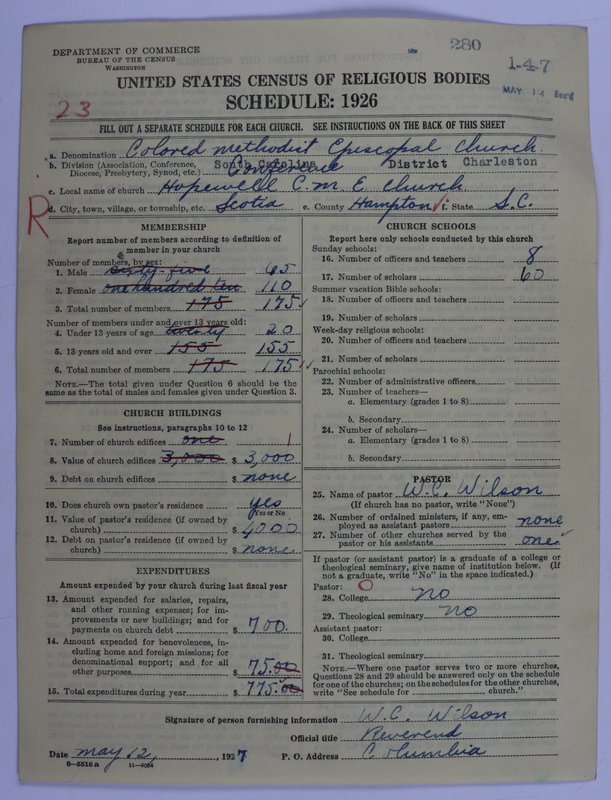 DEPARTMENT OF COMMERCE
BUREAU OF THE CENSUS
WASHINGTON
280
1-4-7
MAY 14
UNITED STATES CENSUS OF RELIGIOUS BODIES
SCHEDULE: 1926
23
FILL OUT A SEPARATE SCHEDULE FOR EACH CHURCH. SEE INSTRUCTIONS ON THE BACK OF THIS SHEET
a. Denomination Colored Methodist Episcopal Church
b. Division (Association, Conference, Diocese, Presbytery, Synod, etc.) South Carolina Conference District Charleston
c. Local name of church Hopewell C.M.E. Church
R
d. City, town, village, or township, etc. Scotia e. County Hampton f. State S.C.
MEMBERSHIP
Report number of members according to definition of
member in your church
Number of members, by sex:
1. Male sixty-five 65
2. Female one hundred ten 110
3. Total number of members 175 175
Number of members under and over 13 years old:
4. Under 13 years of age twenty 20
5. 13 years old and over 155 155
6. Total number of members 175 175
NOTE.—The total given under Question 6 should be the
same as the total of males and females given under Question 3.
CHURCH BUILDINGS
See instructions, paragraphs 10 to 12
7. Number of church edifices one 1
8. Value of church edifices 3,000 $ 3,000
9. Debt on church edifices $ none
10. Does church own pastor's residence yes
(Yes or No)
11. Value of pastor's residence (if owned by
church) $ 4000
12. Debt on pastor's residence (if owned by
church) $ none
EXPENDITURES
Amount expended by your church during last fiscal year
13. Amount expended for salaries, repairs,
and other running expenses; for im-
provements or new buildings; and for
payments on church debt $ 700
14. Amount expended for benevolences, in-
cluding home and foreign missions; for
denominational support; and for all
other purposes $ 75.00
15. Total expenditures during year $ 775.00
CHURCH SCHOOLS
Report here only schools conducted by this church
Sunday schools:
16. Number of officers and teachers 8
17. Number of scholars 60
Summer vacation Bible schools:
18. Number of officers and teachers
19. Number of scholars
Week-day religious schools:
20. Number of officers and teachers
21. Number of scholars
Parochial schools:
22. Number of administrative officers
23. Number of teachers—
a. Elementary (grades 1 to 8)
b. Secondary
24. Number of scholars—
a. Elementary (grades 1 to 8)
b. Secondary
PASTOR
25. Name of pastor W.C. Wilson
(If church has no pastor, write "None")
26. Number of ordained ministers, if any, em-
ployed as assistant pastors none
27. Number of other churches served by the
pastor or his assistants one
If pastor (or assistant pastor) is a graduate of a college or
theological seminary, give name of institution below. (If
not a graduate, write "No" in the space indicated.)
Pastor: O
28. College no
29. Theological seminary no
Assistant pastor:
30. College
31. Theological seminary
NOTE.—Where one pastor serves two or more churches,
Questions 28 and 29 should be answered only on the schedule
for one of the churches; on the schedules for the other churches,
write "See schedule for church."
Signature of person furnishing information W.C. Wilson
Official title Reverend
Date May 12, 1927 P. O. Address Columbia
8—5518 a 11—9054